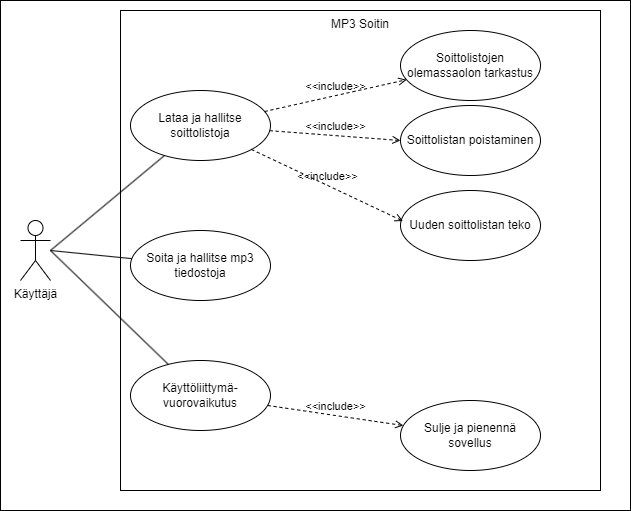 MP3 Soitin
Soittolistojen
olemassaolon tarkastus
<<include>>
Lataa ja hallitse
soittolistoja
<<include>>
Soittolistan poistaminen
<<include>>
Uuden soittolistan teko
Soita ja hallitse mp3
tiedostoja
Käyttäjä
Käyttöliittymä-
vuorovaikutus
<<include>>
Sulje ja pienennä
sovellus